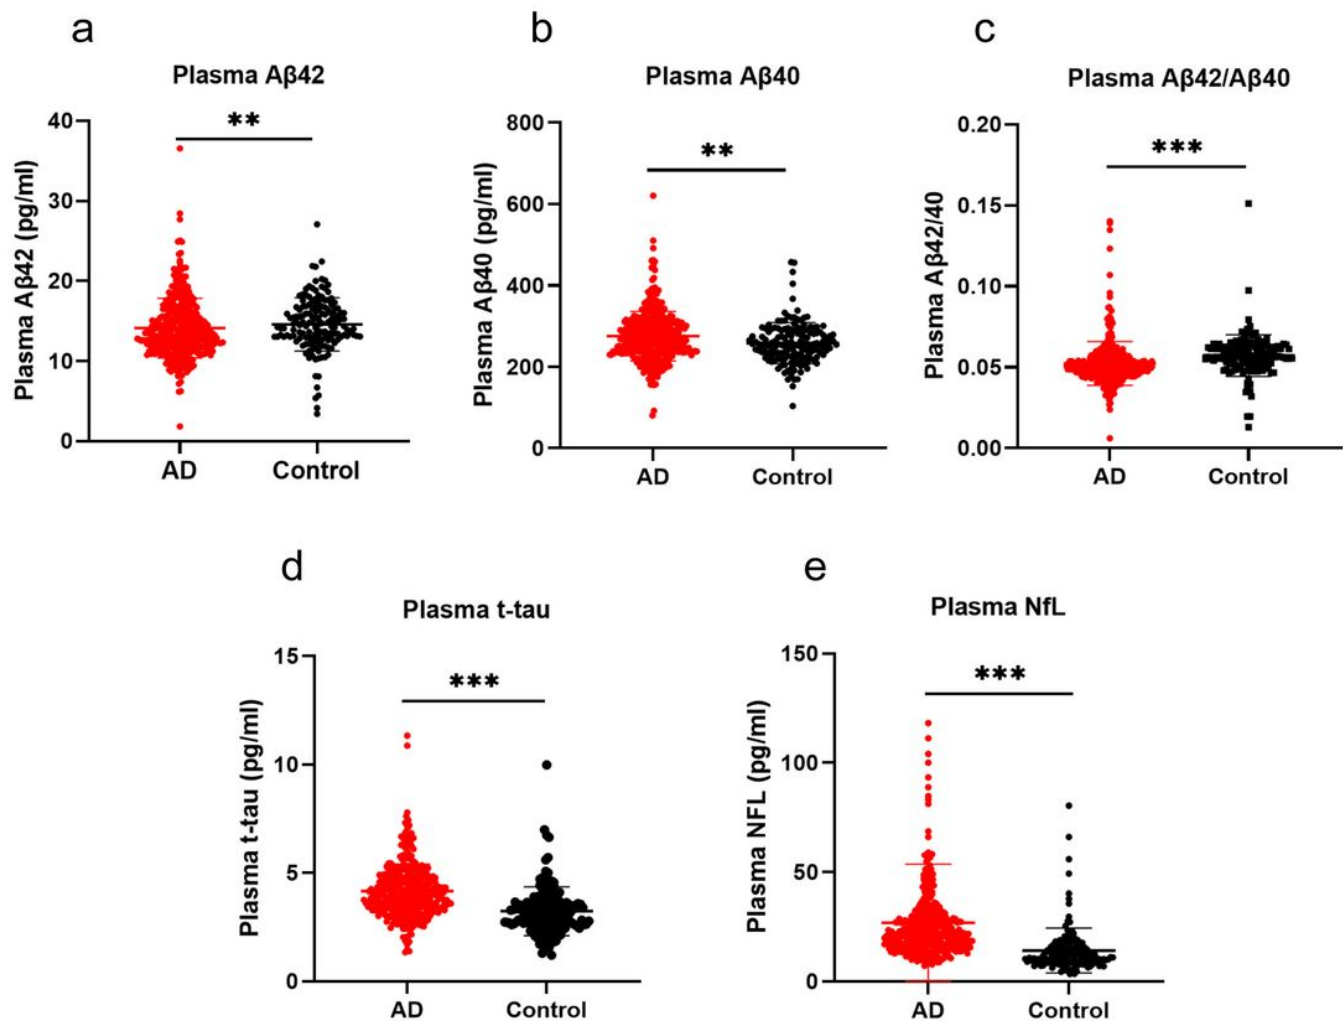 a
Plasma Aβ42
**
Plasma Aβ42 (pg/ml)
40
30
20
10
0
AD
Control
b
Plasma Aβ40
**
Plasma Aβ40 (pg/ml)
800
600
400
200
0
AD
Control
c
Plasma Aβ42/Aβ40
***
Plasma Aβ42/40
0.20
0.15
0.10
0.05
0.00
AD
Control
d
Plasma t-tau
***
Plasma t-tau (pg/ml)
15
10
5
0
AD
Control
e
Plasma NfL
***
Plasma NFL (pg/ml)
150
100
50
0
AD
Control